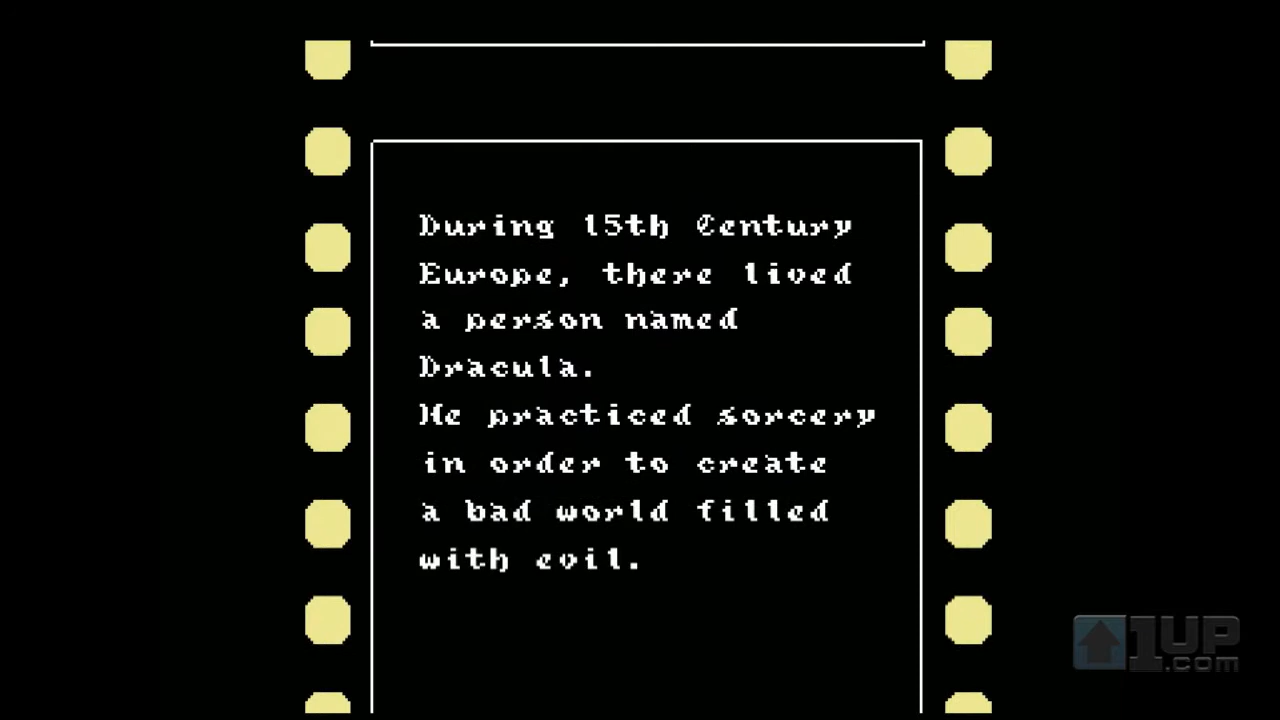 During 15th Century
Europe, there lived
a person named
Dracula.
He practiced sorcery
in order to create
a bad world filled
with evil.
1UP
.com